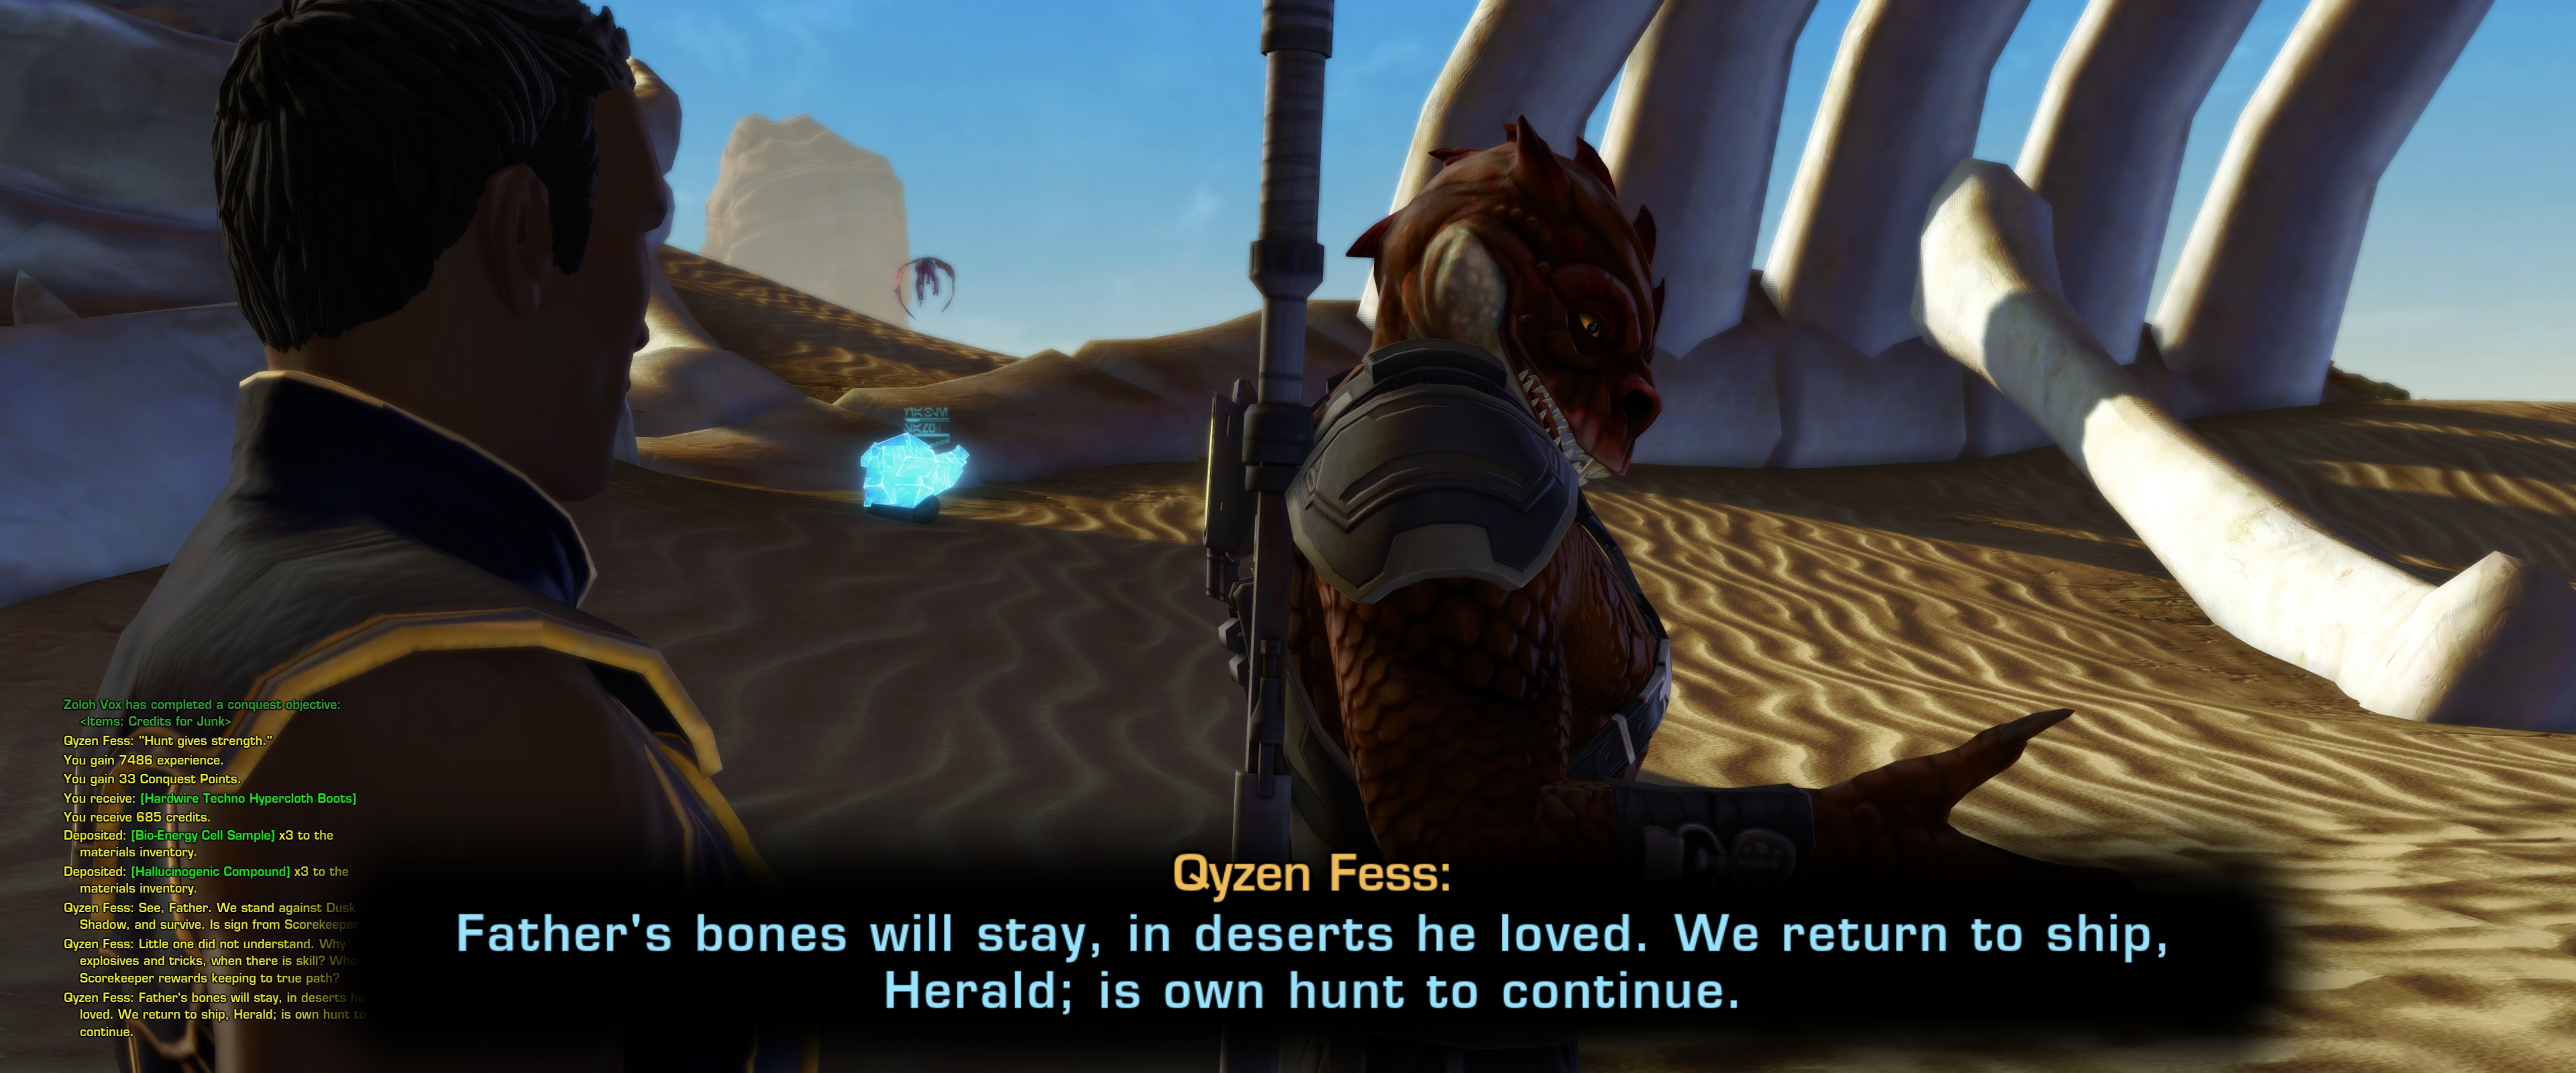 Zoloh Vox has completed a conquest objective:
<Items: Credits for Junk>
Qyzen Fess: "Hunt gives strength."
You gain 7486 experience.
You gain 33 Conquest Points.
You receive: [Hardwire Techno Hypercloth Boots]
You receive 685 credits.
Deposited: [Bio-Energy Cell Sample] x3 to the
materials inventory.
Deposited: [Hallucinogenic Compound] x3 to the
materials inventory.
Qyzen Fess: See, Father. We stand against Dusk
Shadow, and survive. Is sign from Scorekeeper
Qyzen Fess: Little one did not understand. Why
explosives and tricks, when there is skill?
Scorekeeper rewards keeping to true path?
Qyzen Fess: Father's bones will stay, in deserts he
loved. We return to ship, Herald; is own hunt to
continue.
Qyzen Fess:
Father's bones will stay, in deserts he loved. We return to ship,
Herald; is own hunt to continue.